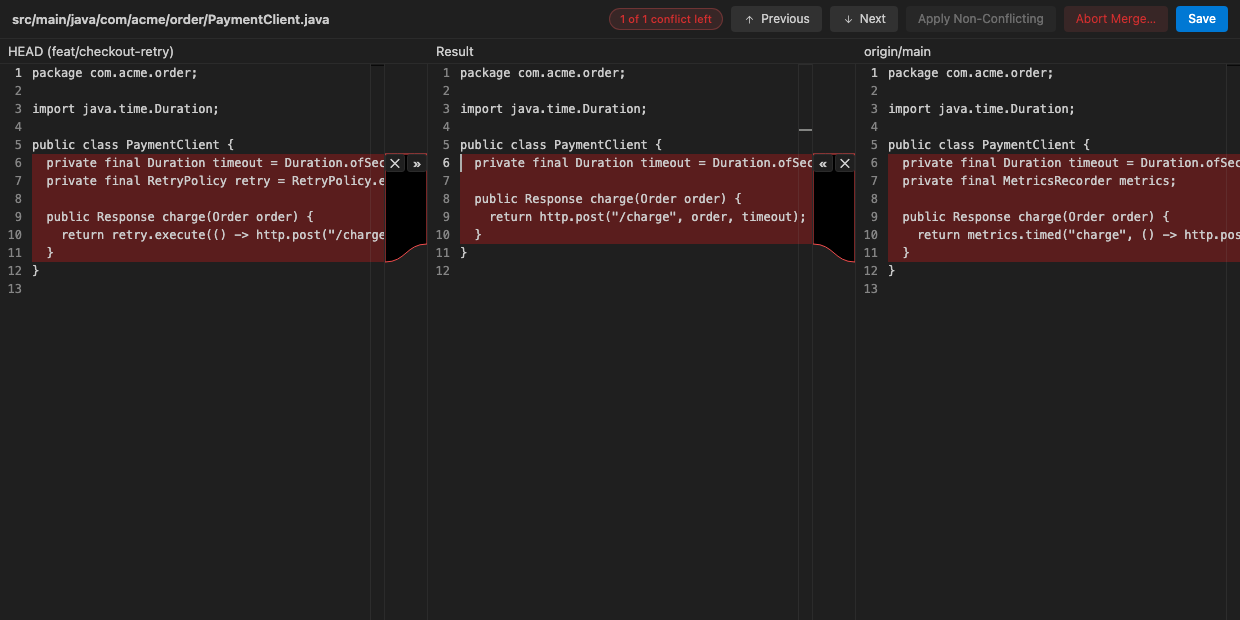 src/main/java/com/acme/order/PaymentClient.java
1 of 1 conflict left
↑ Previous
↓ Next
Apply Non-Conflicting
Abort Merge...
Save
HEAD (feat/checkout-retry)
1 package com.acme.order;
2
3 import java.time.Duration;
4
5 public class PaymentClient {
6 private final Duration timeout = Duration.ofSec
7 private final RetryPolicy retry = RetryPolicy.e
8
9 public Response charge(Order order) {
10 return retry.execute(() -> http.post("/charge
11 }
12 }
13
Result
1 package com.acme.order;
2
3 import java.time.Duration;
4
5 public class PaymentClient {
6 private final Duration timeout = Duration.ofSec
7
8 public Response charge(Order order) {
9 return http.post("/charge", order, timeout);
10 }
11 }
12
origin/main
1 package com.acme.order;
2
3 import java.time.Duration;
4
5 public class PaymentClient {
6 private final Duration timeout = Duration.ofSec
7 private final MetricsRecorder metrics;
8
9 public Response charge(Order order) {
10 return metrics.timed("charge", () -> http.pos
11 }
12 }
13